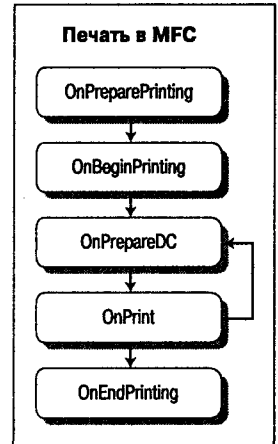 Печать в MFC
OnPreparePrinting
OnBeginPrinting
OnPrepareDC
OnPrint
OnEndPrinting